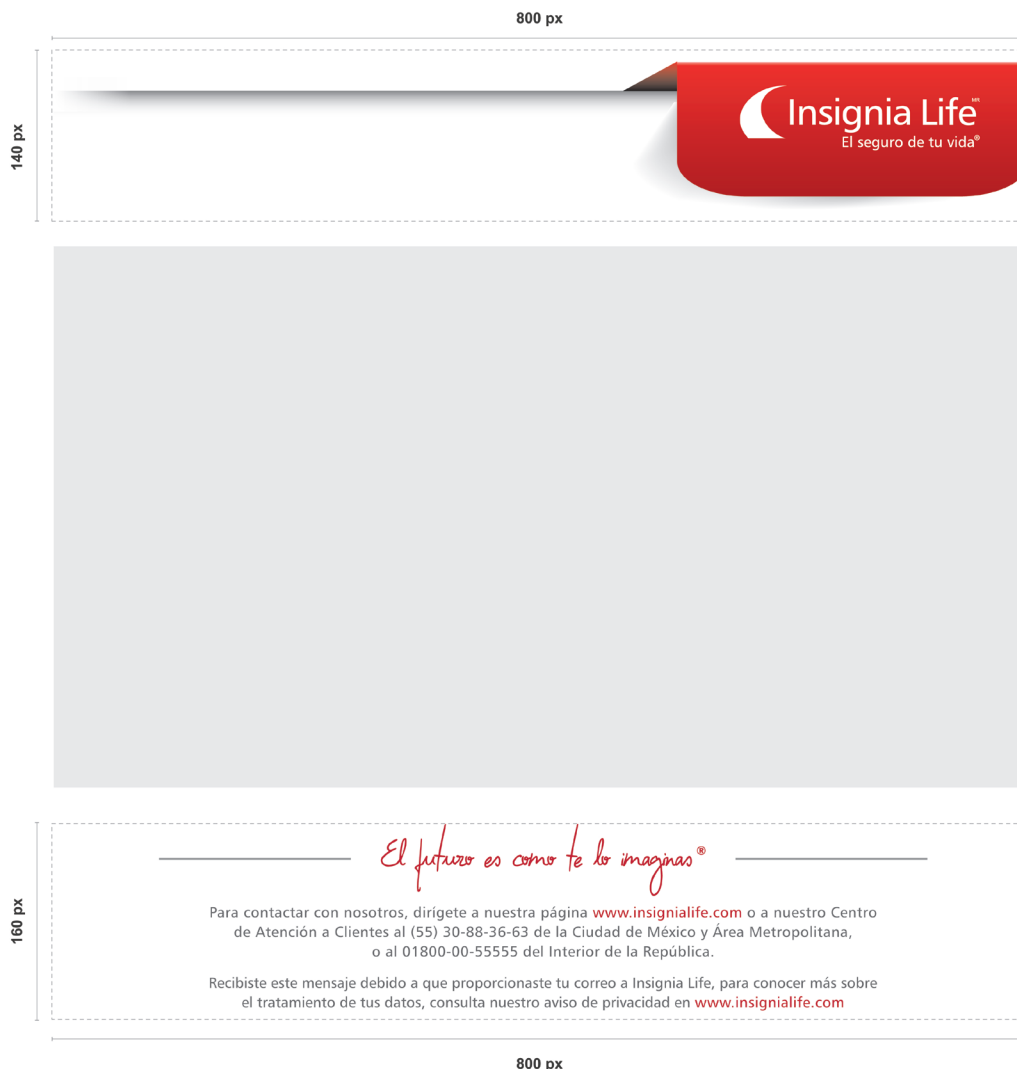 800 px
140 px
Insignia Life MR
El seguro de tu vida®
El futuro es como te lo imaginas®
160 px
Para contactar con nosotros, dirígete a nuestra página www.insignialife.com o a nuestro Centro
de Atención a Clientes al (55) 30-88-36-63 de la Ciudad de México y Área Metropolitana,
o al 01800-00-55555 del Interior de la República.
Recibiste este mensaje debido a que proporcionaste tu correo a Insignia Life, para conocer más sobre
el tratamiento de tus datos, consulta nuestro aviso de privacidad en www.insignialife.com
800 px